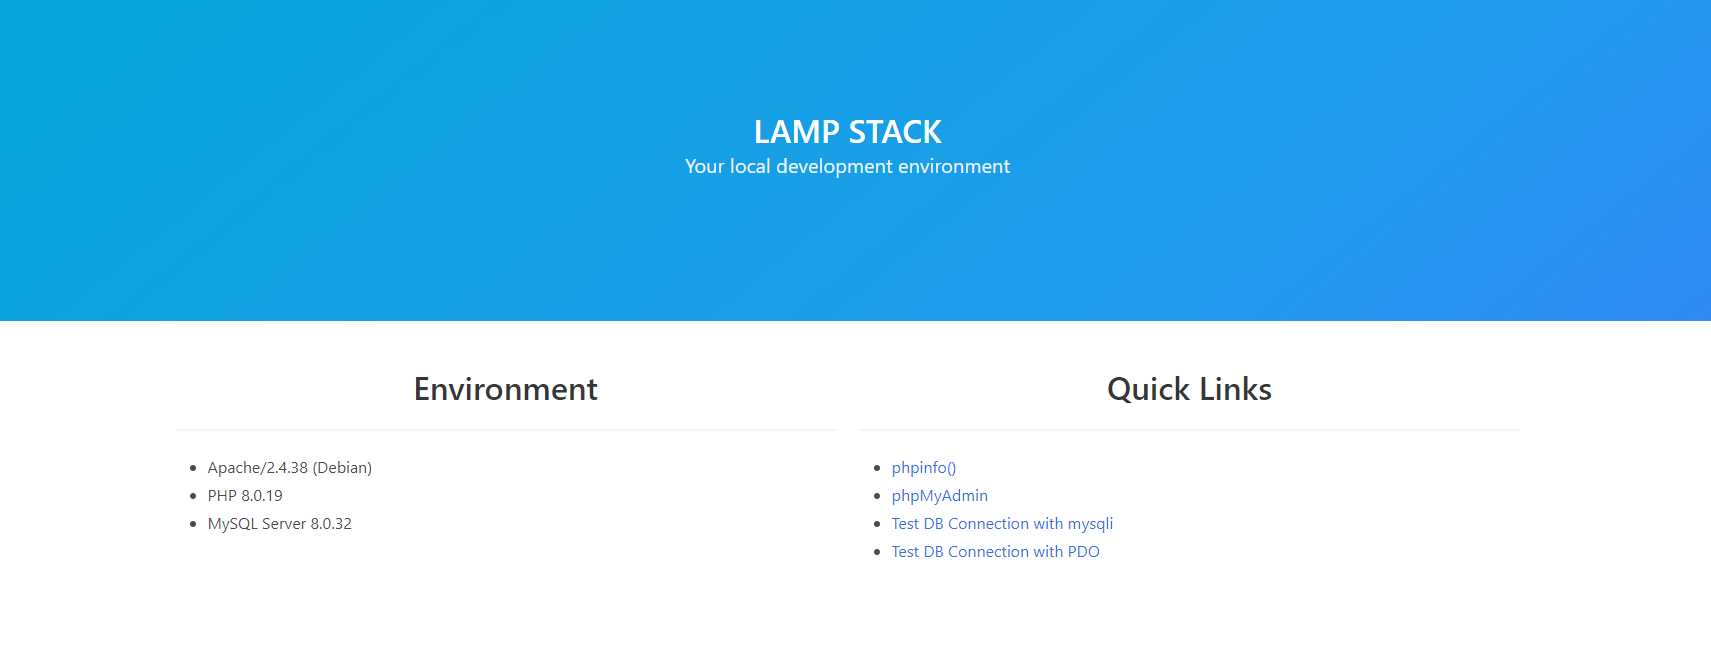 LAMP STACK
Your local development environment
Environment
Apache/2.4.38 (Debian)
PHP 8.0.19
MySQL Server 8.0.32
Quick Links
phpinfo()
phpMyAdmin
Test DB Connection with mysqli
Test DB Connection with PDO